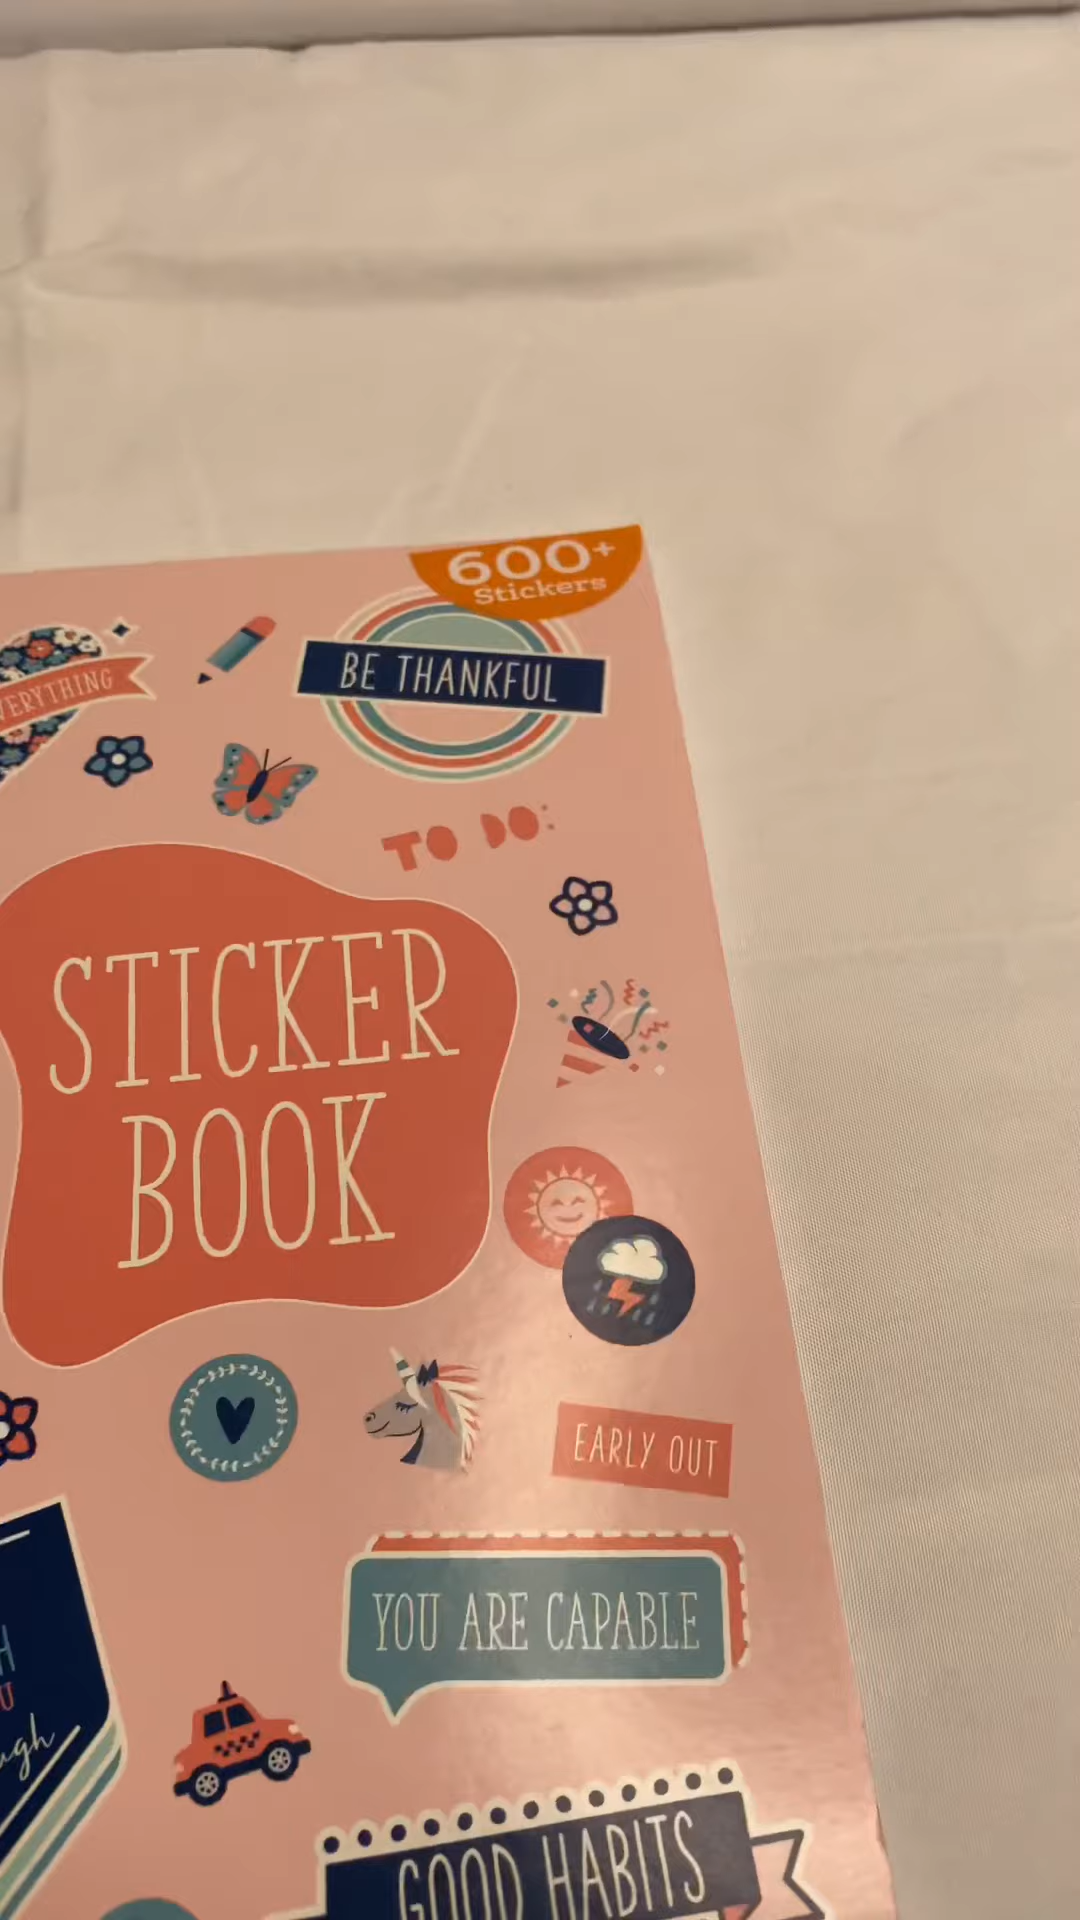 600+
Stickers
BE THANKFUL
TO DO:
STICKER
BOOK
EARLY OUT
YOU ARE CAPABLE
GOOD HABITS